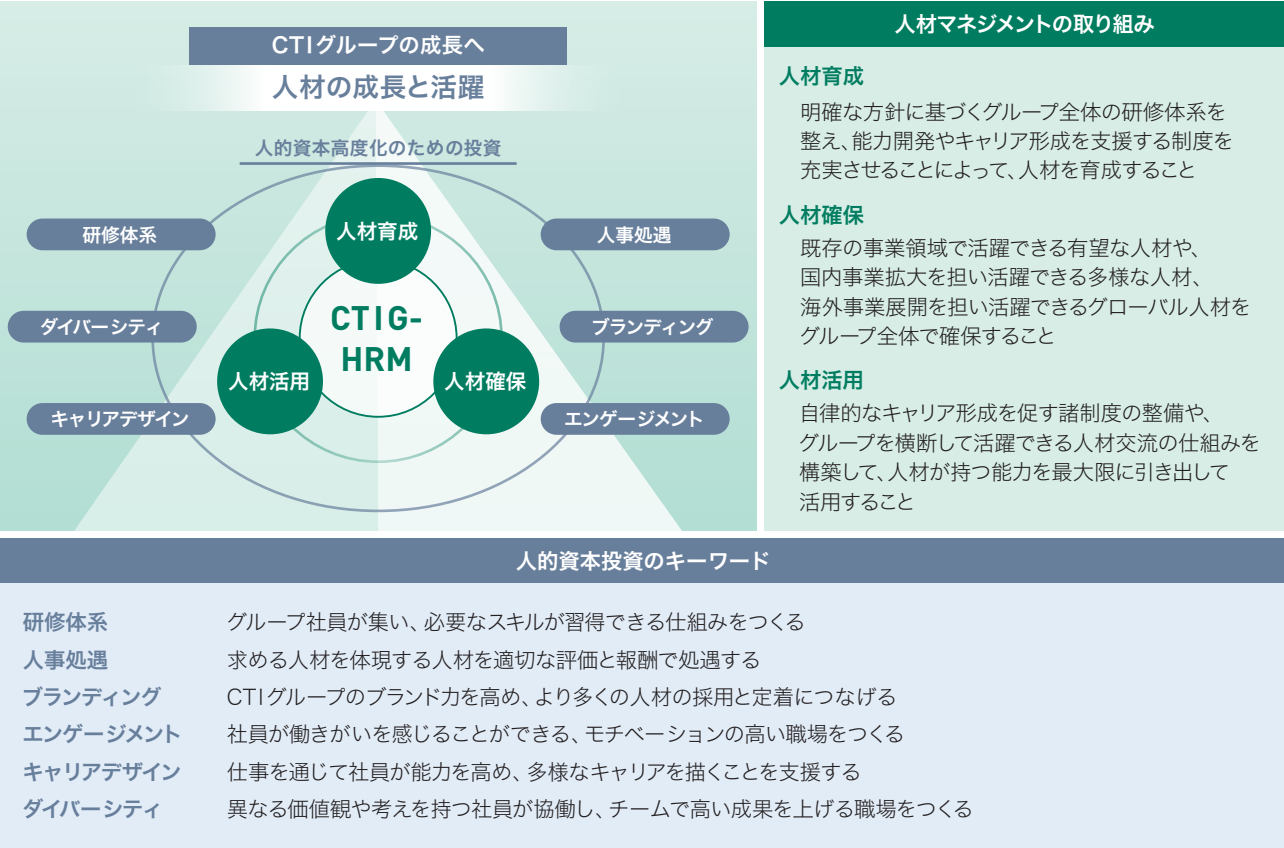 CTIグループの成長へ
人材の成長と活躍
人的資本高度化のための投資
研修体系
人材育成
人事処遇
ダイバーシティ
CTIG-
HRM
ブランディング
人材活用
人材確保
キャリアデザイン
エンゲージメント
人材マネジメントの取り組み
人材育成
明確な方針に基づくグループ全体の研修体系を
整え、能力開発やキャリア形成を支援する制度を
充実させることによって、人材を育成すること
人材確保
既存の事業領域で活躍できる有望な人材や、
国内事業拡大を担い活躍できる多様な人材、
海外事業展開を担い活躍できるグローバル人材を
グループ全体で確保すること
人材活用
自律的なキャリア形成を促す諸制度の整備や、
グループを横断して活躍できる人材交流の仕組みを
構築して、人材が持つ能力を最大限に引き出して
活用すること
人的資本投資のキーワード
研修体系 グループ社員が集い、必要なスキルが習得できる仕組みをつくる
人事処遇 求める人材を体現する人材を適切な評価と報酬で処遇する
ブランディング CTIグループのブランド力を高め、より多くの人材の採用と定着につなげる
エンゲージメント 社員が働きがいを感じることができる、モチベーションの高い職場をつくる
キャリアデザイン 仕事を通じて社員が能力を高め、多様なキャリアを描くことを支援する
ダイバーシティ 異なる価値観や考えを持つ社員が協働し、チームで高い成果を上げる職場をつくる